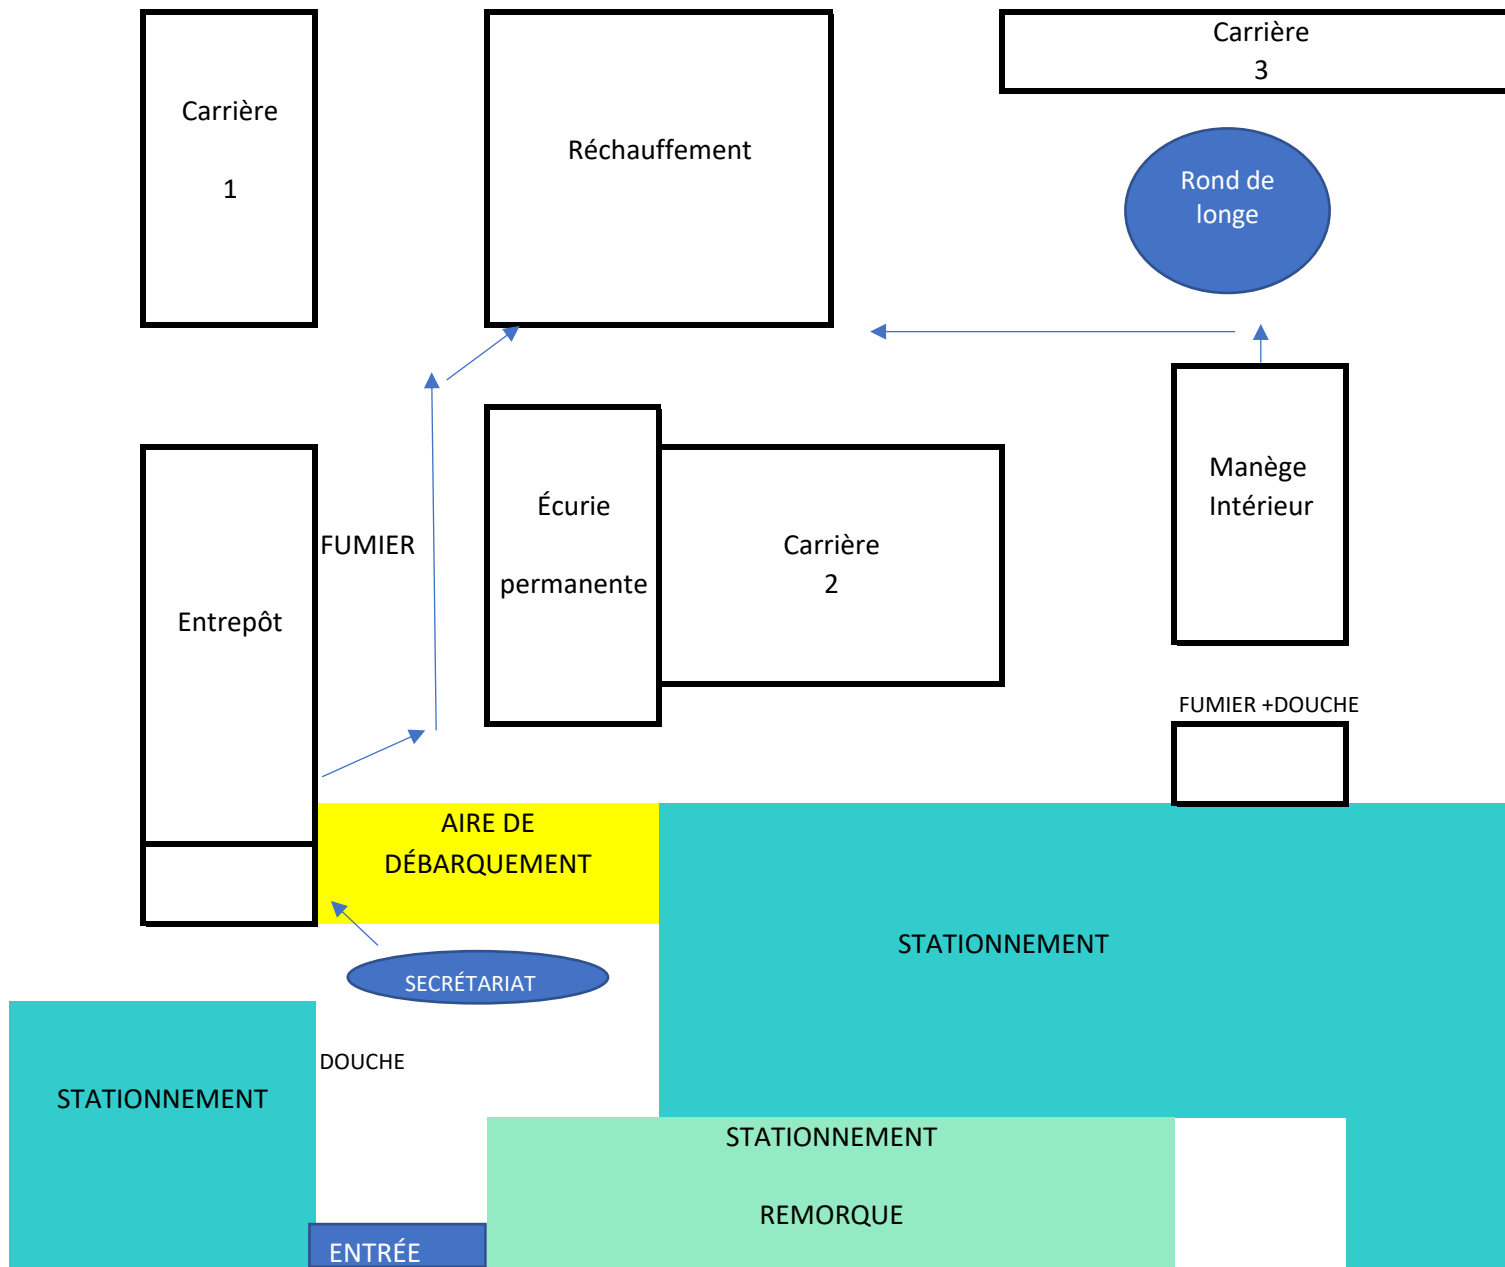 Carrière
1
Réchauffement
Carrière
3
Rond de
longe
Entrepôt
FUMIER
Écurie
permanente
Carrière
2
Manège
Intérieur
FUMIER +DOUCHE
AIRE DE
DÉBARQUEMENT
STATIONNEMENT
SECRÉTARIAT
DOUCHE
STATIONNEMENT
STATIONNEMENT
REMORQUE
ENTRÉE